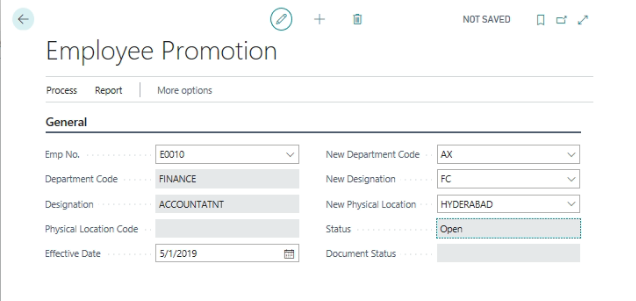 NOT SAVED
Employee Promotion
Process Report More options
General
Emp No. E0010 New Department Code AX
Department Code FINANCE New Designation FC
Designation ACCOUNTATNT New Physical Location HYDERABAD
Physical Location Code Status Open
Effective Date 5/1/2019 Document Status